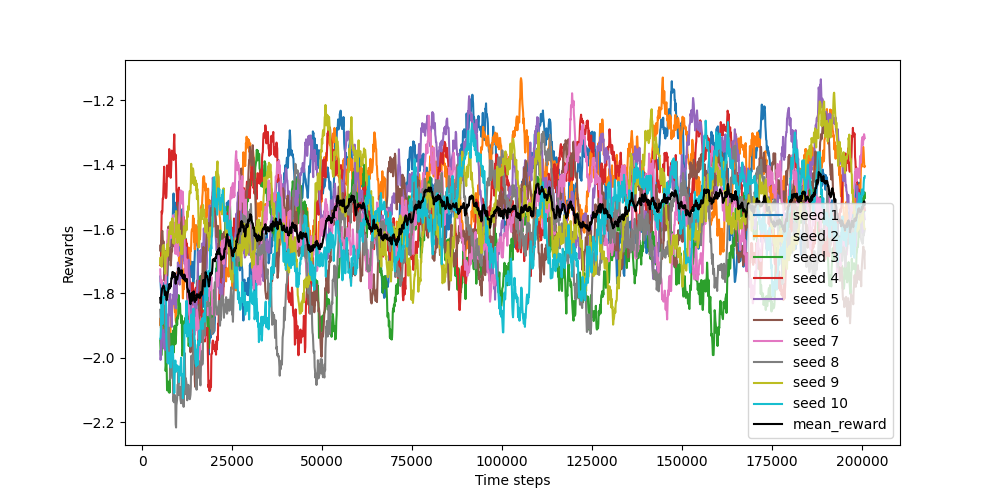 −1.2
−1.4
−1.6
−1.8
−2.0
−2.2
Rewards
0
25000
50000
75000
100000
125000
150000
175000
200000
Time steps
seed 1
seed 2
seed 3
seed 4
seed 5
seed 6
seed 7
seed 8
seed 9
seed 10
mean_reward